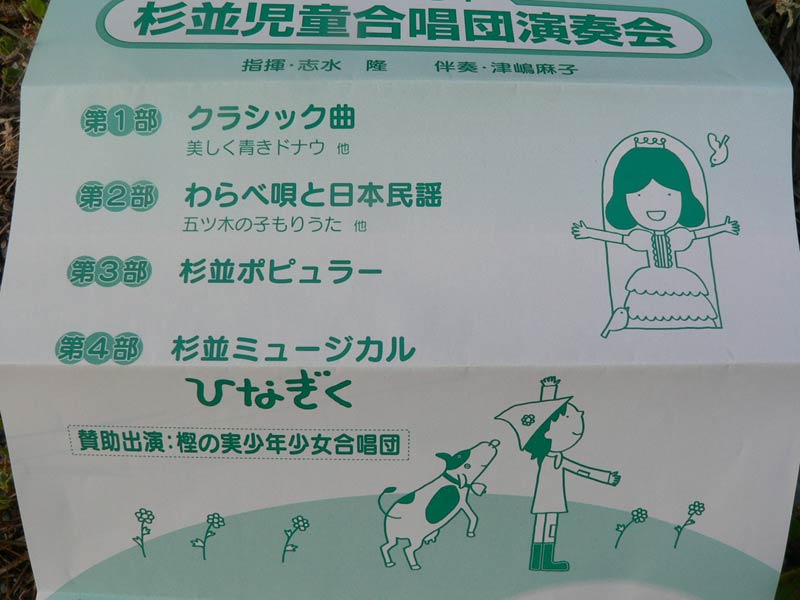 杉並児童合唱団演奏会
指揮・志水 隆 伴奏・津嶋麻子
第1部 クラシック曲
美しく青きドナウ 他
第2部 わらべ唄と日本民謡
五ツ木の子もりうた 他
第3部 杉並ポピュラー
第4部 杉並ミュージカル
ひなぎく
賛助出演：樫の実少年少女合唱団